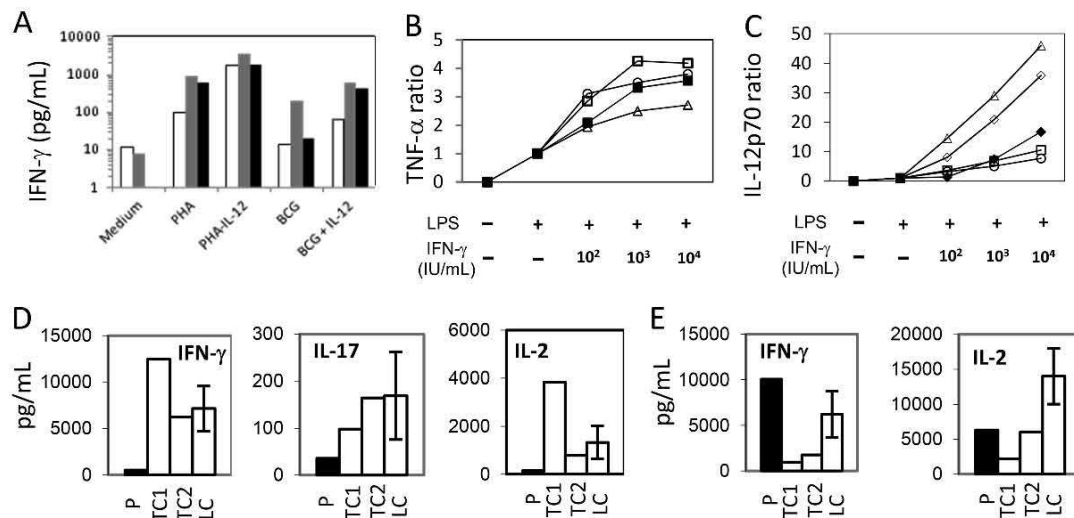 A
IFN-γ (pg/mL)
10000
1000
100
10
1
Medium
PHA
PHA-IL-12
BCG
BCG + IL-12
B
TNF-α ratio
5
4
3
2
1
0
LPS − + + + +
IFN-γ − − 10² 10³ 10⁴
(IU/mL)
C
IL-12p70 ratio
50
40
30
20
10
0
LPS − + + + +
IFN-γ − − 10² 10³ 10⁴
(IU/mL)
D
pg/mL
15000
10000
5000
0
IFN-γ
P TC1 TC2 LC
300
200
100
0
IL-17
P TC1 TC2 LC
6000
4000
2000
0
IL-2
P TC1 TC2 LC
E
pg/mL
15000
10000
5000
0
IFN-γ
P TC1 TC2 LC
20000
15000
10000
5000
0
IL-2
P TC1 TC2 LC